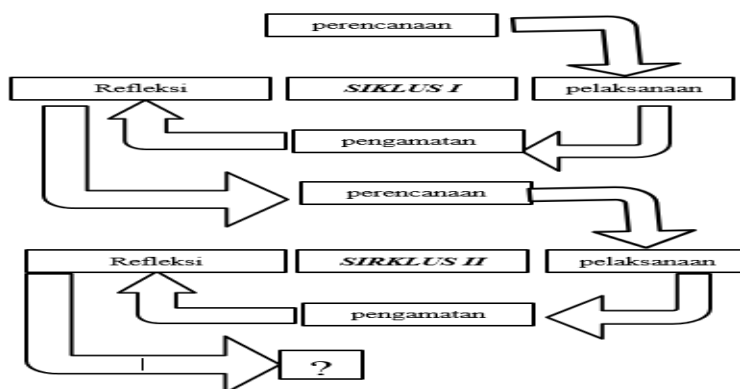 perencanaan
Refleksi SIKLUS I pelaksanaan
pengamatan
perencanaan
Refleksi SIRKLUS II pelaksanaan
pengamatan
?